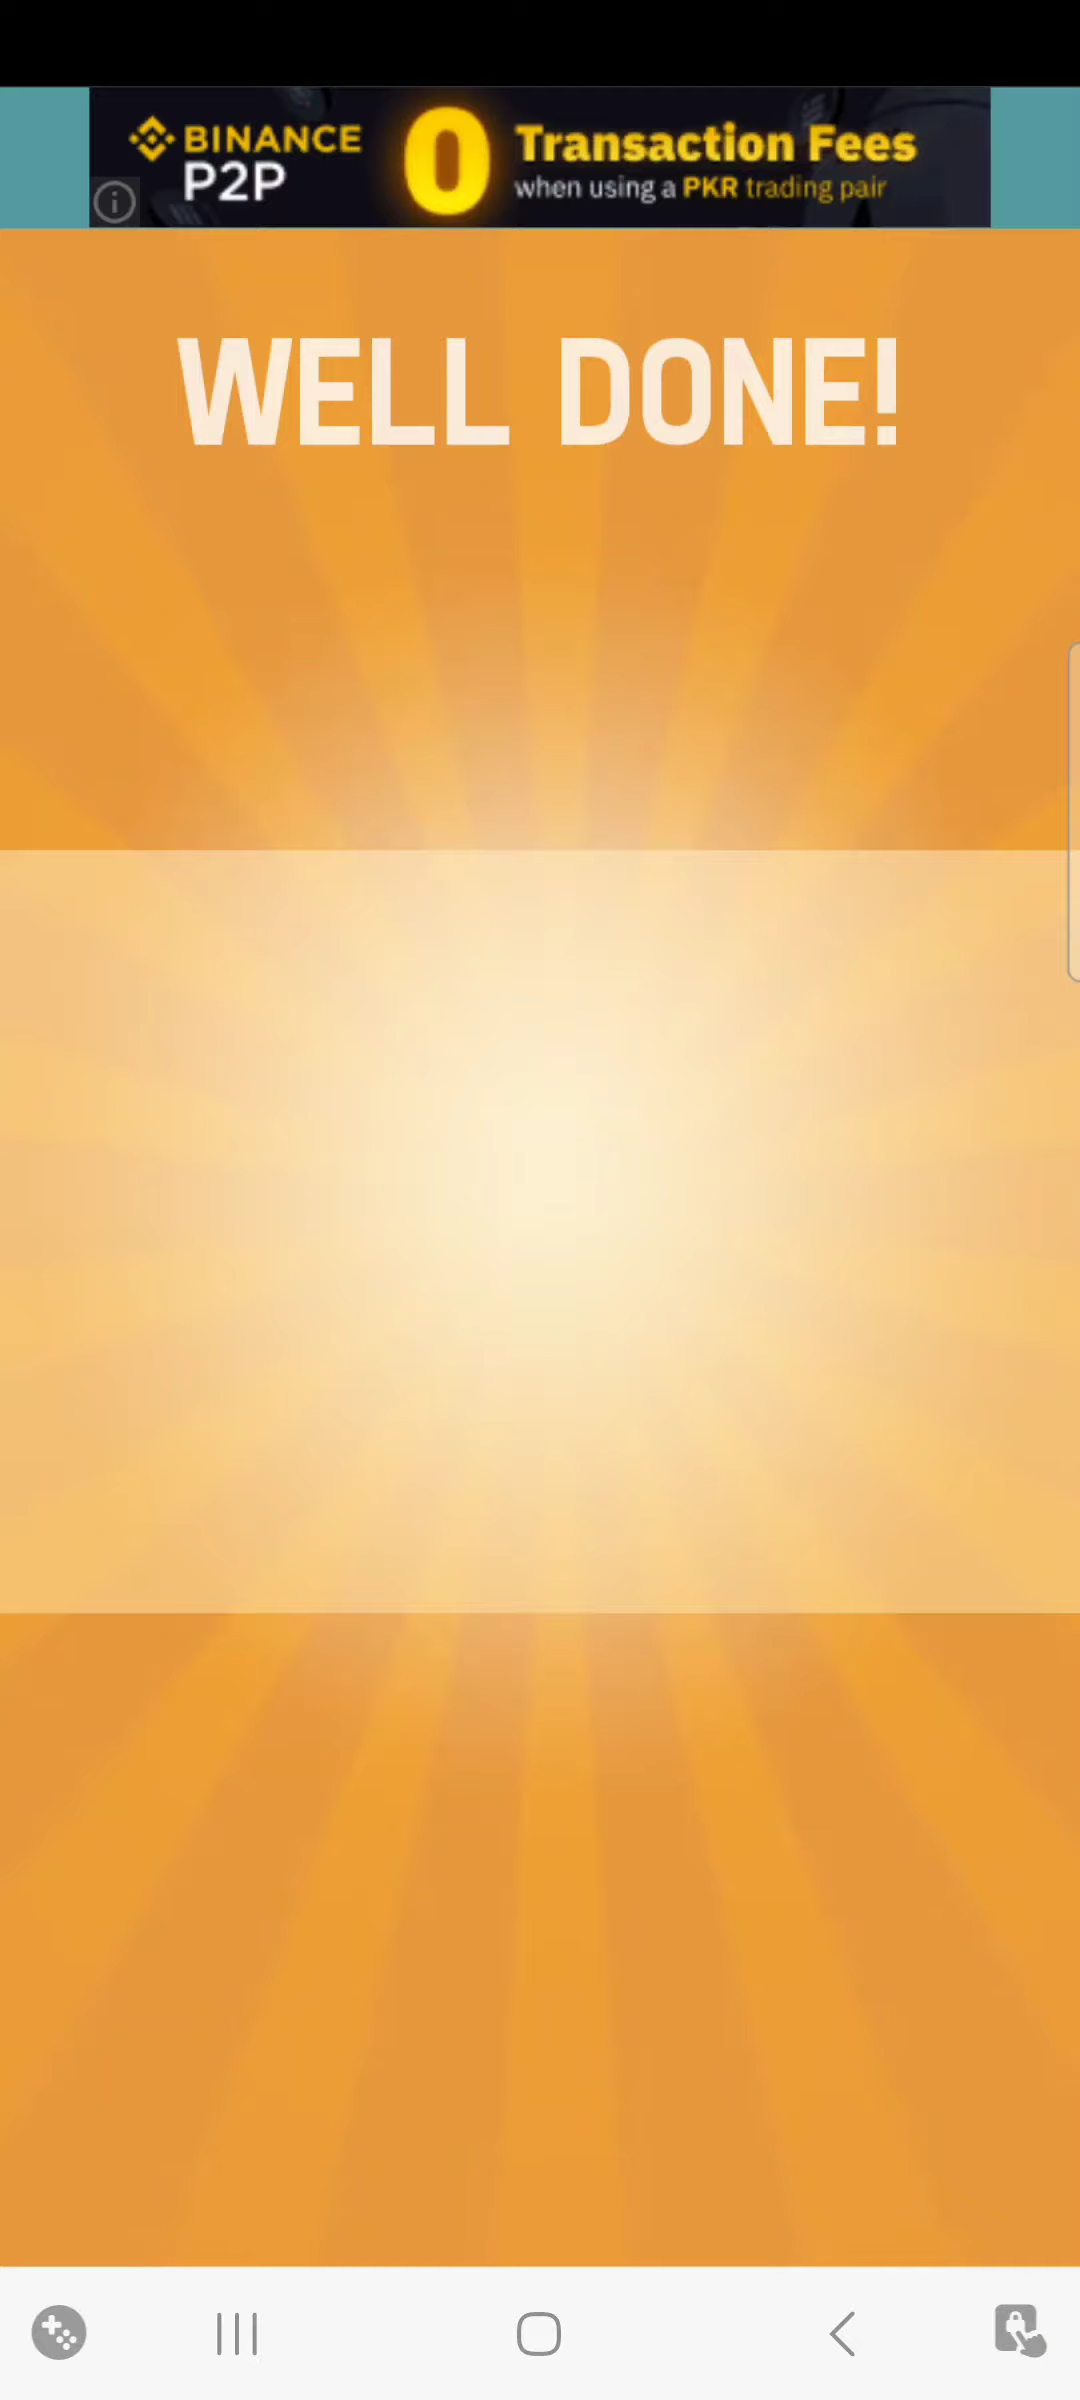 BINANCE
P2P
0
Transaction Fees
when using a PKR trading pair
WELL DONE!